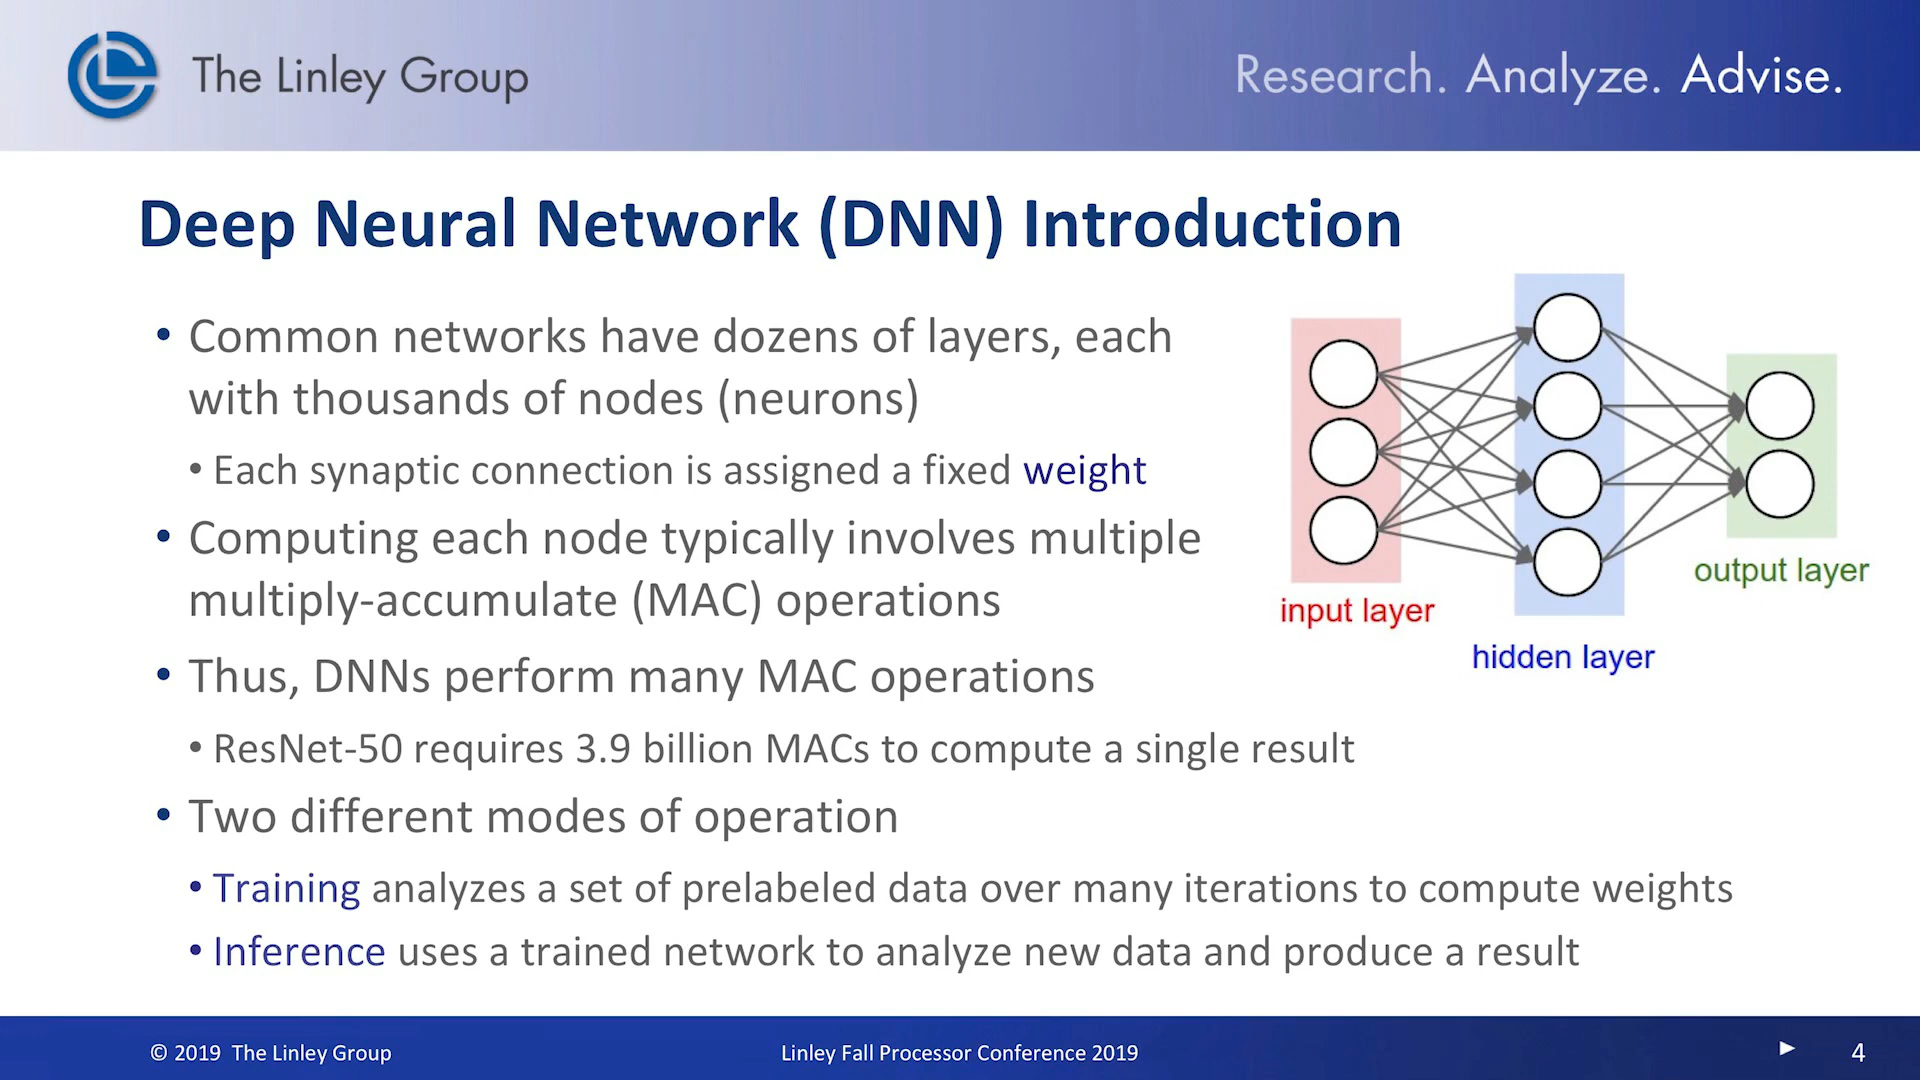 The Linley Group
Research. Analyze. Advise.
Deep Neural Network (DNN) Introduction
• Common networks have dozens of layers, each
with thousands of nodes (neurons)
• Each synaptic connection is assigned a fixed weight
• Computing each node typically involves multiple
multiply-accumulate (MAC) operations
• Thus, DNNs perform many MAC operations
• ResNet-50 requires 3.9 billion MACs to compute a single result
• Two different modes of operation
• Training analyzes a set of prelabeled data over many iterations to compute weights
• Inference uses a trained network to analyze new data and produce a result
input layer
hidden layer
output layer
© 2019 The Linley Group
Linley Fall Processor Conference 2019
4